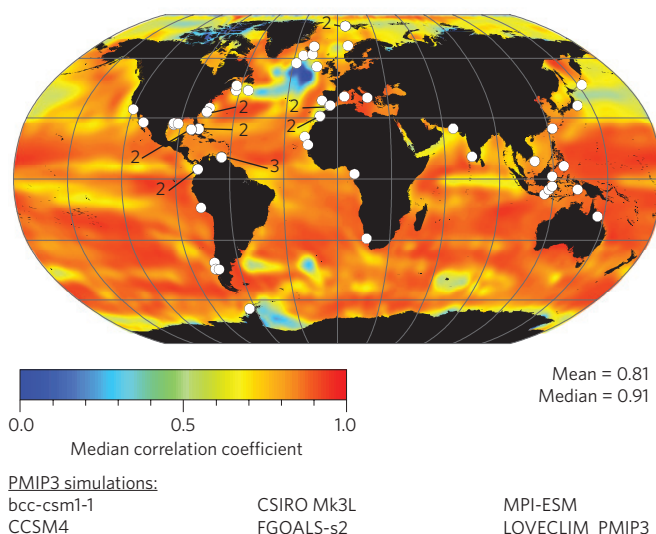 2
2
2
2
2
2
2
3
2
0.0 0.5 1.0
Median correlation coefficient
Mean = 0.81
Median = 0.91
PMIP3 simulations:
bcc-csm1-1 CSIRO Mk3L MPI-ESM
CCSM4 FGOALS-s2 LOVECLIM PMIP3